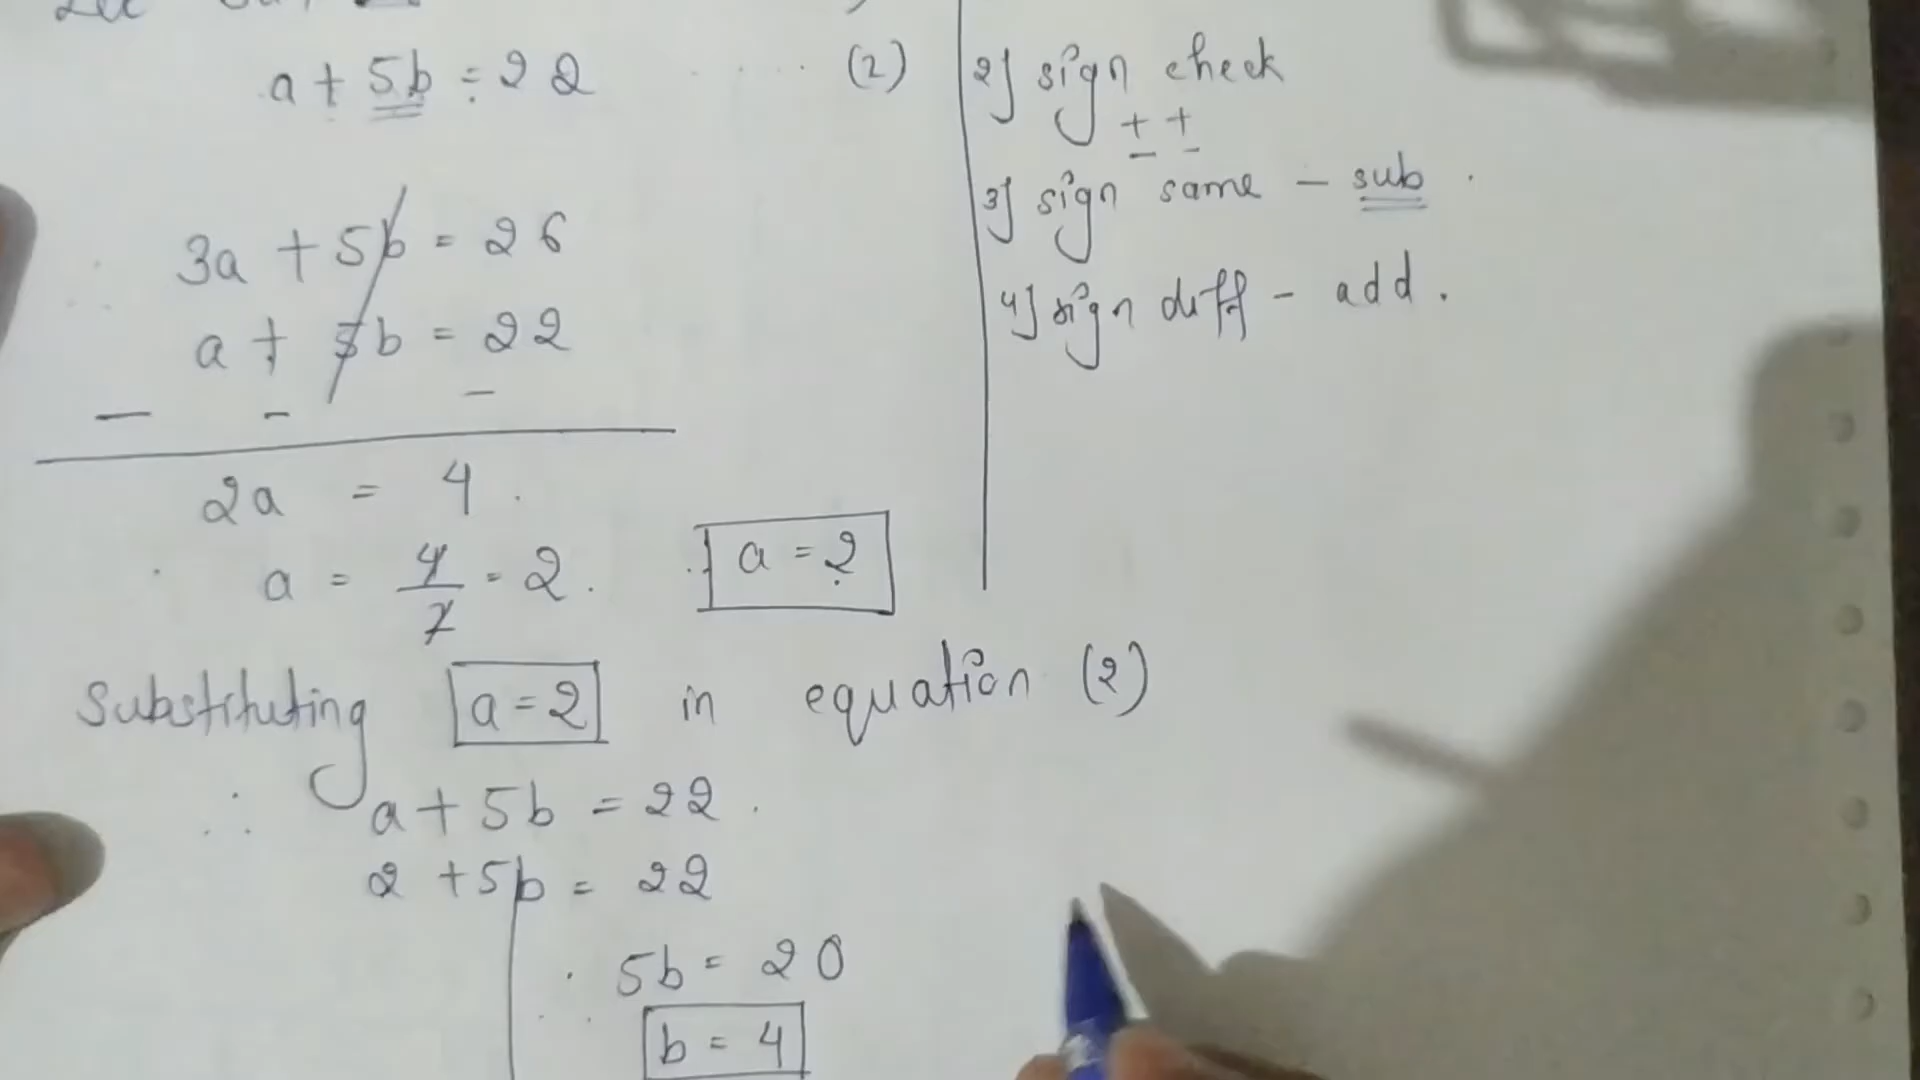 a + 5b = 22 ..... (2)
3a + 5b = 26
a + 5b = 22
- - -
2a = 4
a = 4/2 = 2. ∴ a = 2
2) sign check
+ +
- -
3) sign same - sub.
4) sign diff - add.
Substituting a = 2 in equation (2)
∴ a + 5b = 22.
2 + 5b = 22
∴ 5b = 20
∴ b = 4